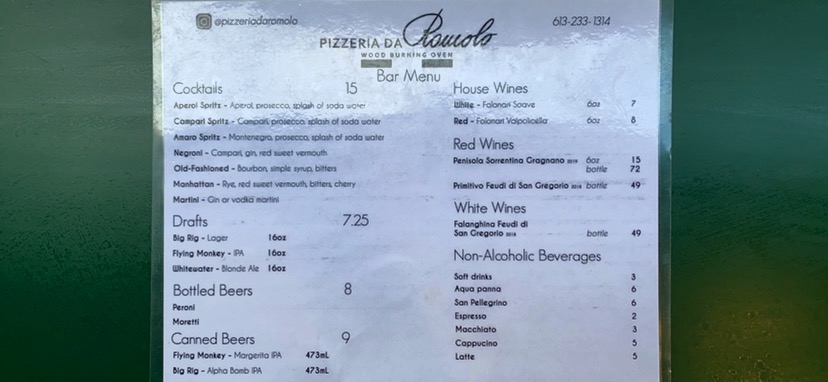 @pizzeriadaromolo
613-233-1314
PIZZERIA DA Romolo
WOOD BURNING OVEN
Bar Menu
Cocktails 15
Aperol Spritz - Aperol, prosecco, splash of soda water
Campari Spritz - Campari, prosecco, splash of soda water
Amaro Spritz - Montenegro, prosecco, splash of soda water
Negroni - Campari, gin, red sweet vermouth
Old-Fashioned - Bourbon, simple syrup, bitters
Manhattan - Rye, red sweet vermouth, bitters, cherry
Martini - Gin or vodka martini
Drafts 7.25
Big Rig - Lager 16oz
Flying Monkey - IPA 16oz
Whitewater - Blonde Ale 16oz
Bottled Beers 8
Peroni
Moretti
Canned Beers 9
Flying Monkey - Margerita IPA 473mL
Big Rig - Alpha Bomb IPA 473mL
House Wines
White - Falonari Soave 6oz 7
Red - Falonari Valpolicella 6oz 8
Red Wines
Penisola Sorrentina Gragnano 2019 6oz 15
bottle 72
Primitivo Feudi di San Gregorio 2018 bottle 49
White Wines
Falanghina Feudi di
San Gregorio 2018 bottle 49
Non-Alcoholic Beverages
Soft drinks 3
Aqua panna 6
San Pellegrino 6
Espresso 2
Macchiato 3
Cappucino 5
Latte 5